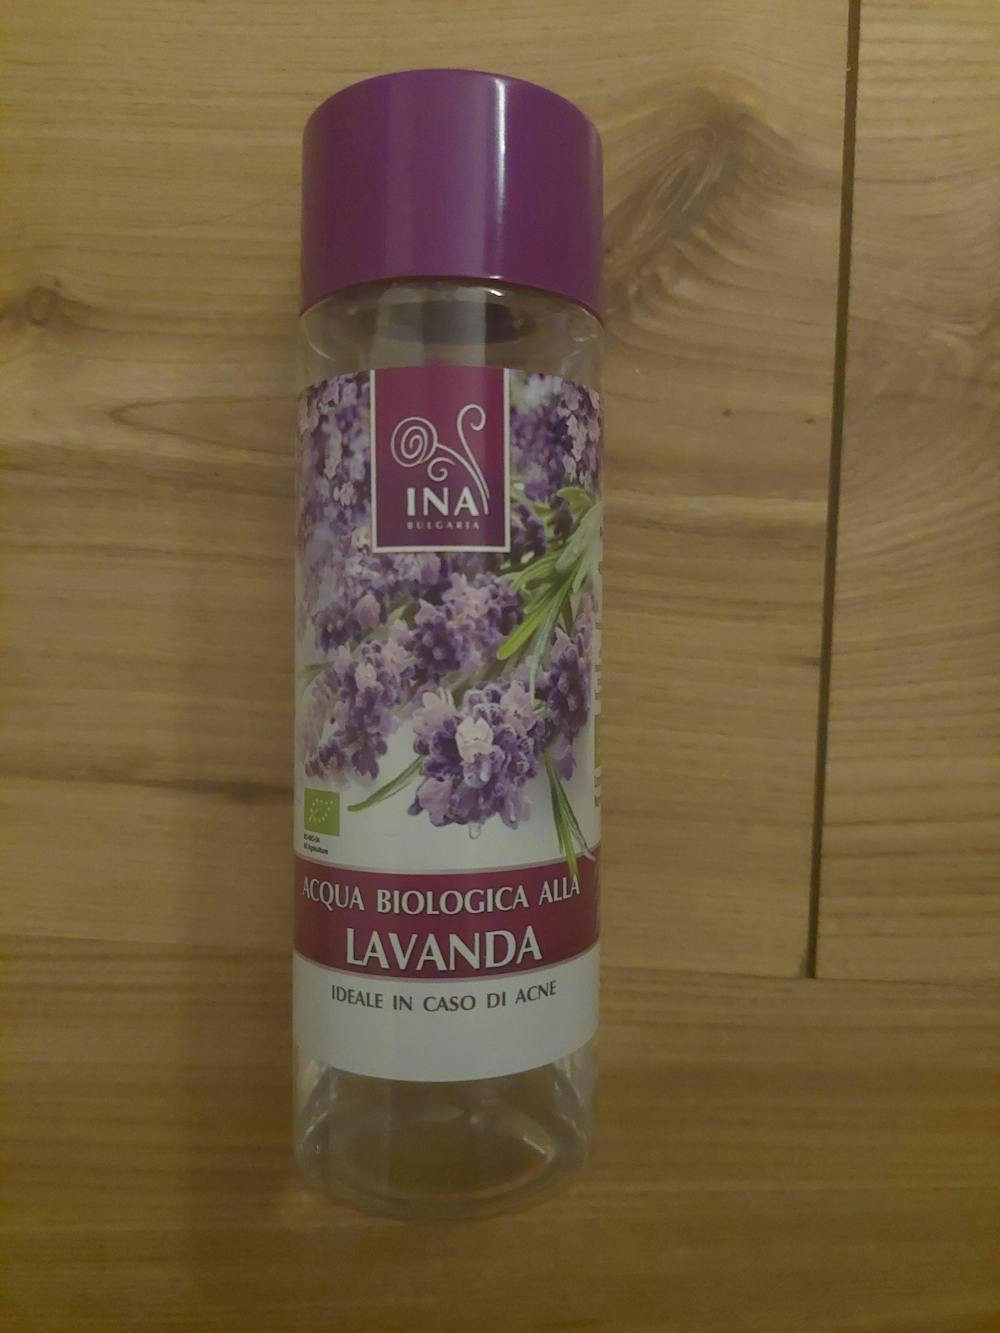 INA
BULGARIA
ACQUA BIOLOGICA ALLA
LAVANDA
IDEALE IN CASO DI ACNE